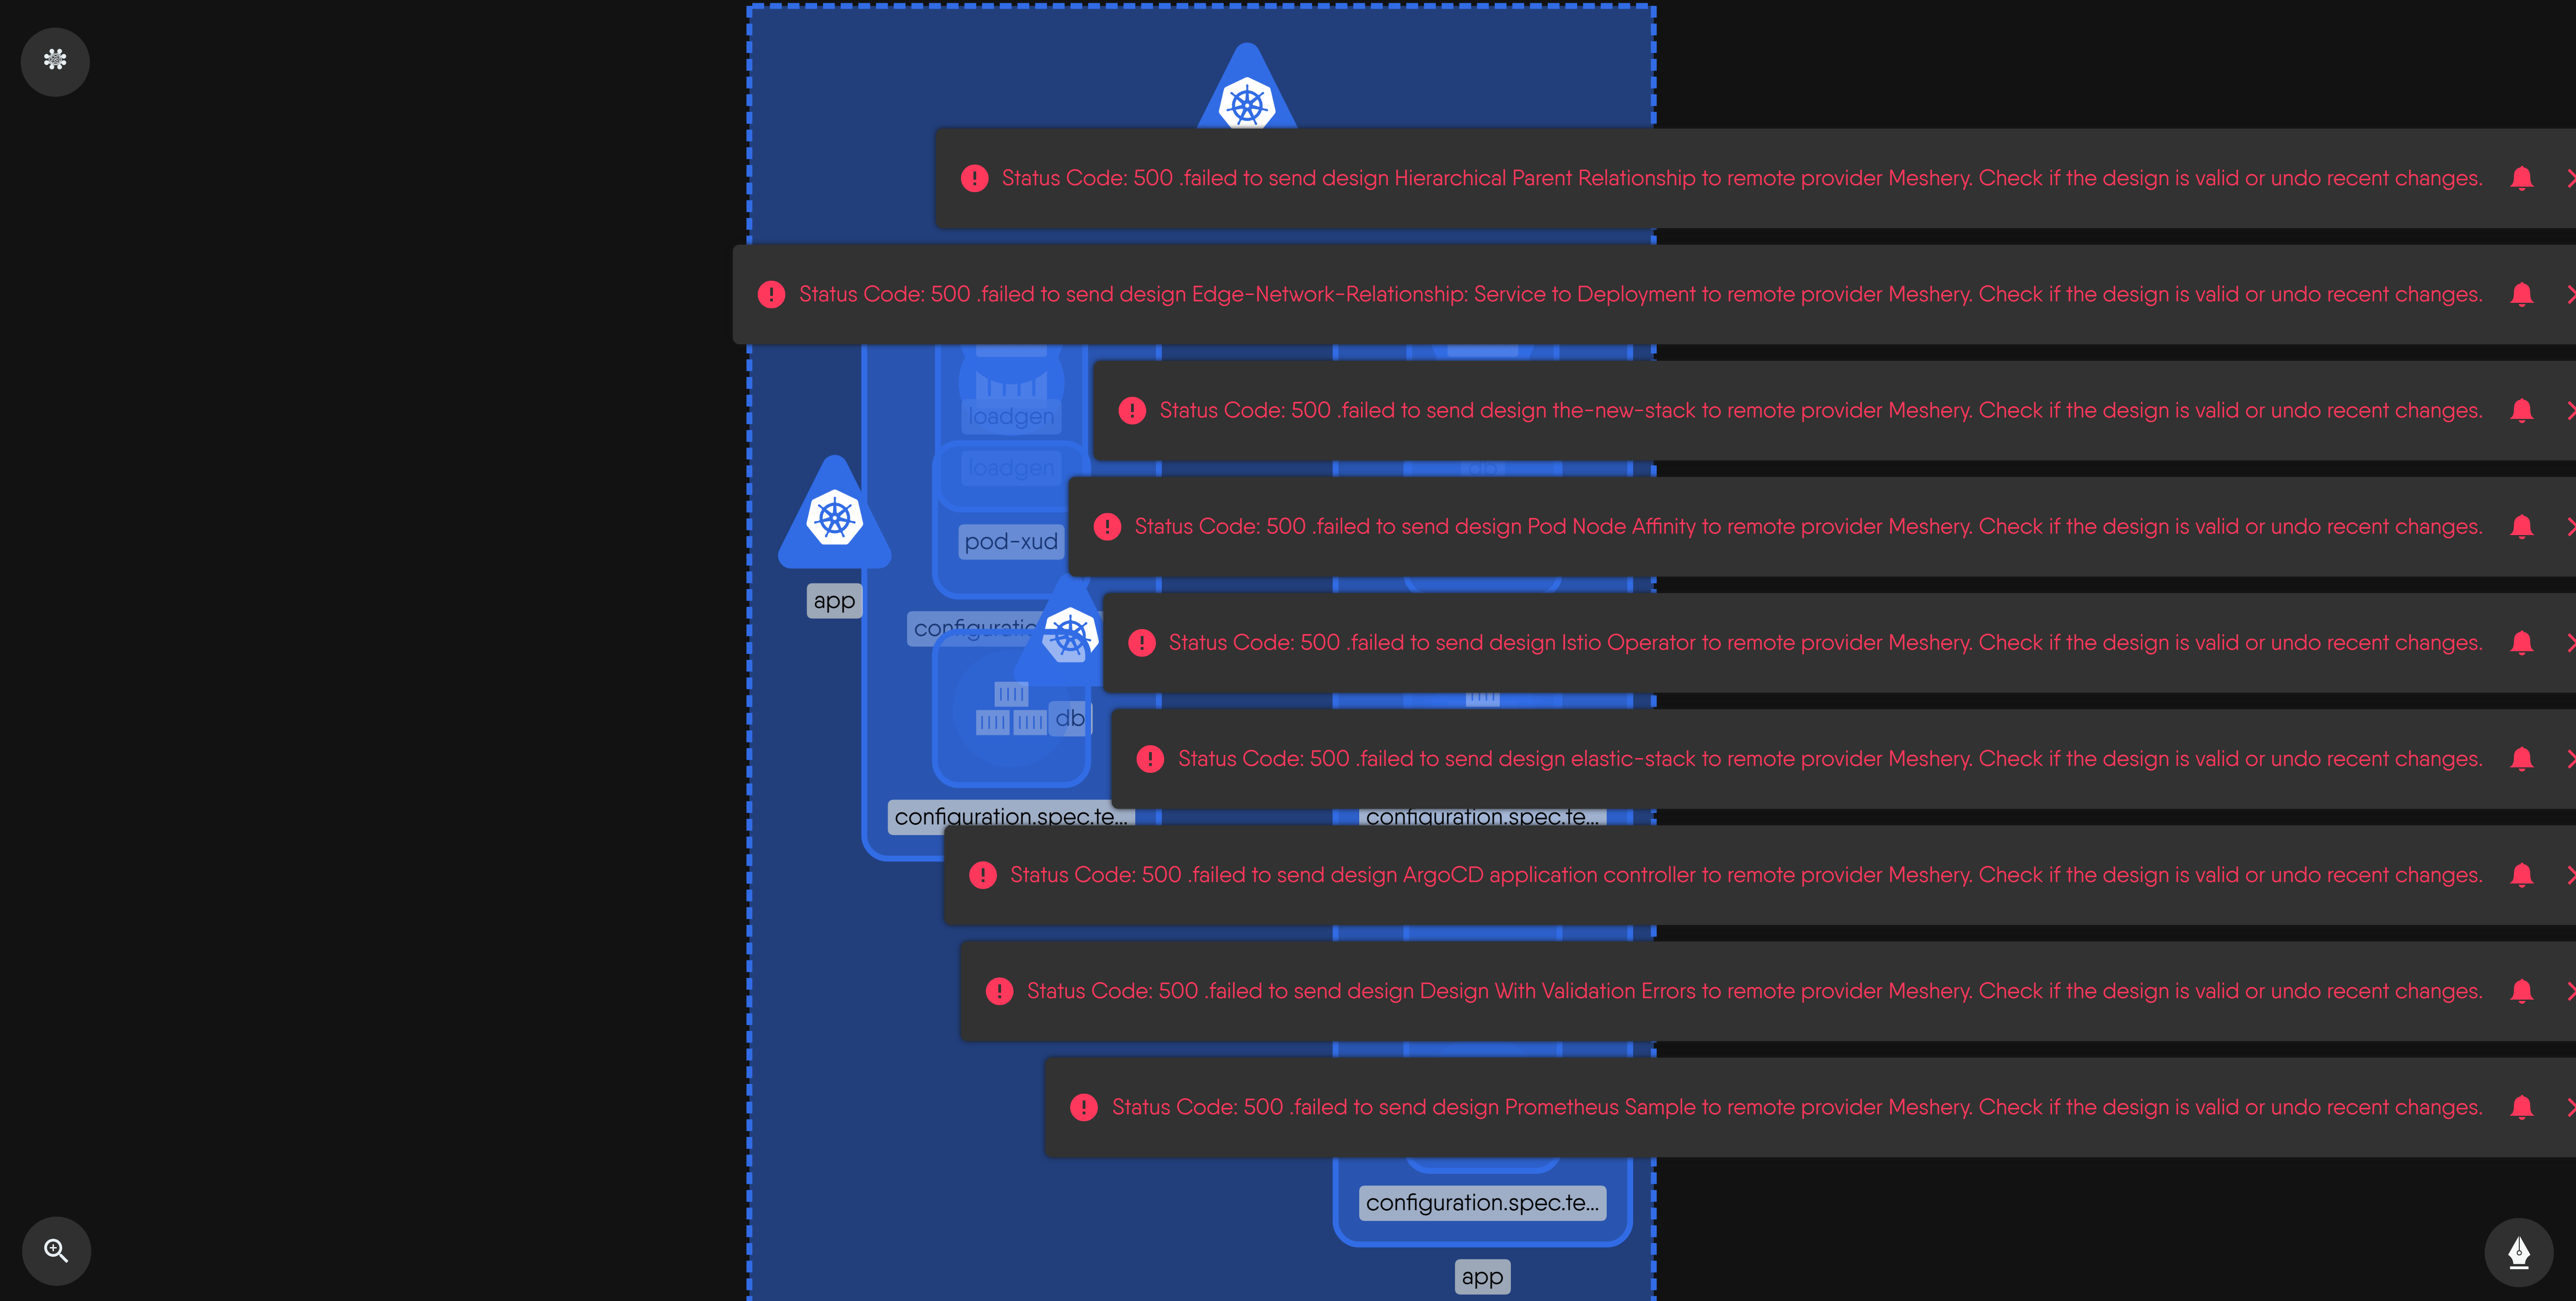 Status Code: 500 .failed to send design Hierarchical Parent Relationship to remote provider Meshery. Check if the design is valid or undo recent changes.
Status Code: 500 .failed to send design Edge-Network-Relationship: Service to Deployment to remote provider Meshery. Check if the design is valid or undo recent changes.
Status Code: 500 .failed to send design the-new-stack to remote provider Meshery. Check if the design is valid or undo recent changes.
loadgen
loadgen
db
Status Code: 500 .failed to send design Pod Node Affinity to remote provider Meshery. Check if the design is valid or undo recent changes.
pod-xud
app
configuratio
Status Code: 500 .failed to send design Istio Operator to remote provider Meshery. Check if the design is valid or undo recent changes.
db
Status Code: 500 .failed to send design elastic-stack to remote provider Meshery. Check if the design is valid or undo recent changes.
configuration.spec.te...
configuration.spec.te...
Status Code: 500 .failed to send design ArgoCD application controller to remote provider Meshery. Check if the design is valid or undo recent changes.
Status Code: 500 .failed to send design Design With Validation Errors to remote provider Meshery. Check if the design is valid or undo recent changes.
Status Code: 500 .failed to send design Prometheus Sample to remote provider Meshery. Check if the design is valid or undo recent changes.
configuration.spec.te...
app